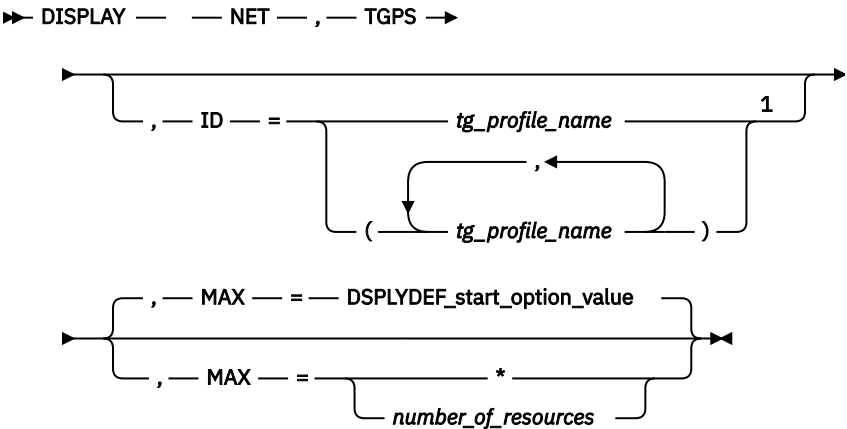 DISPLAY NET , TGPS
, ID = tg_profile_name 1
,
( tg_profile_name )
, MAX = DSPLYDEF_start_option_value
, MAX = *
number_of_resources